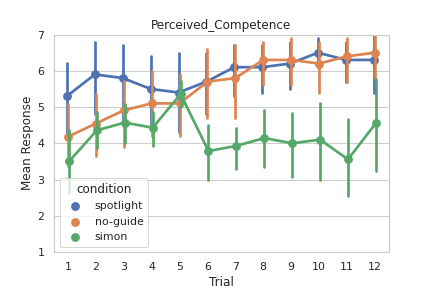 Perceived_Competence
7
6
5
4
3
2
1
Mean Response
condition
spotlight
no-guide
simon
1 2 3 4 5 6 7 8 9 10 11 12
Trial